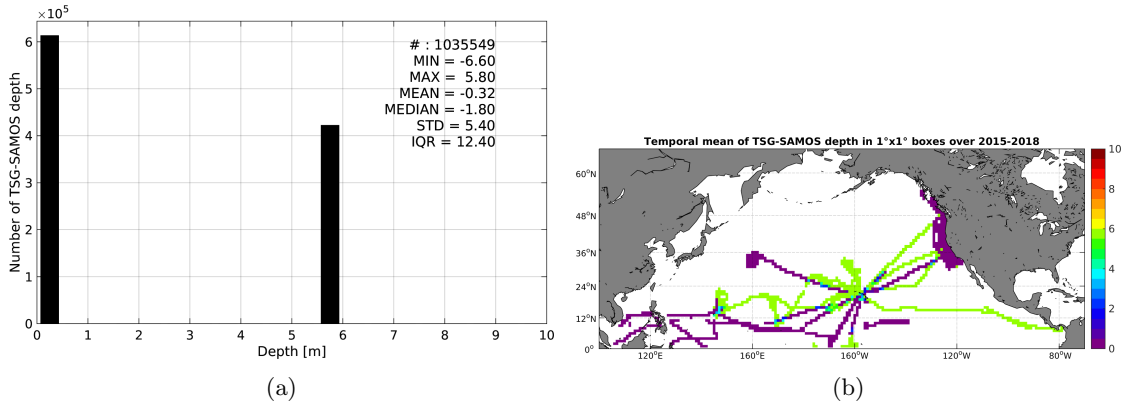 ×10⁵
6
5
4
3
2
1
0
Number of TSG-SAMOS depth
# : 1035549
MIN = -6.60
MAX = 5.80
MEAN = -0.32
MEDIAN = -1.80
STD = 5.40
IQR = 12.40
0 1 2 3 4 5 6 7 8 9 10
Depth [m]
(a)
Temporal mean of TSG-SAMOS depth in 1°x1° boxes over 2015-2018
60°N
48°N
36°N
24°N
12°N
0°
120°E 160°E 160°W 120°W 80°W
10
8
6
4
2
0
(b)